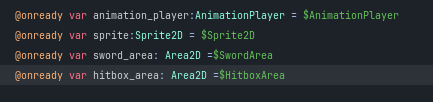 @onready var animation_player:AnimationPlayer = $AnimationPlayer
@onready var sprite:Sprite2D = $Sprite2D
@onready var sword_area: Area2D =$SwordArea
@onready var hitbox_area: Area2D =$HitboxArea